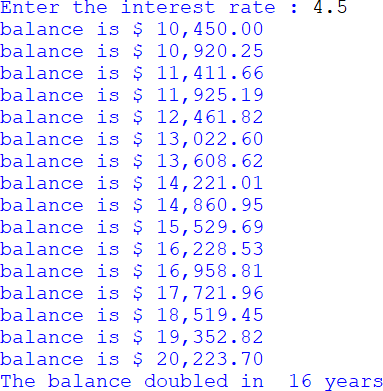 Enter the interest rate : 4.5
balance is $ 10,450.00
balance is $ 10,920.25
balance is $ 11,411.66
balance is $ 11,925.19
balance is $ 12,461.82
balance is $ 13,022.60
balance is $ 13,608.62
balance is $ 14,221.01
balance is $ 14,860.95
balance is $ 15,529.69
balance is $ 16,228.53
balance is $ 16,958.81
balance is $ 17,721.96
balance is $ 18,519.45
balance is $ 19,352.82
balance is $ 20,223.70
The balance doubled in  16 years